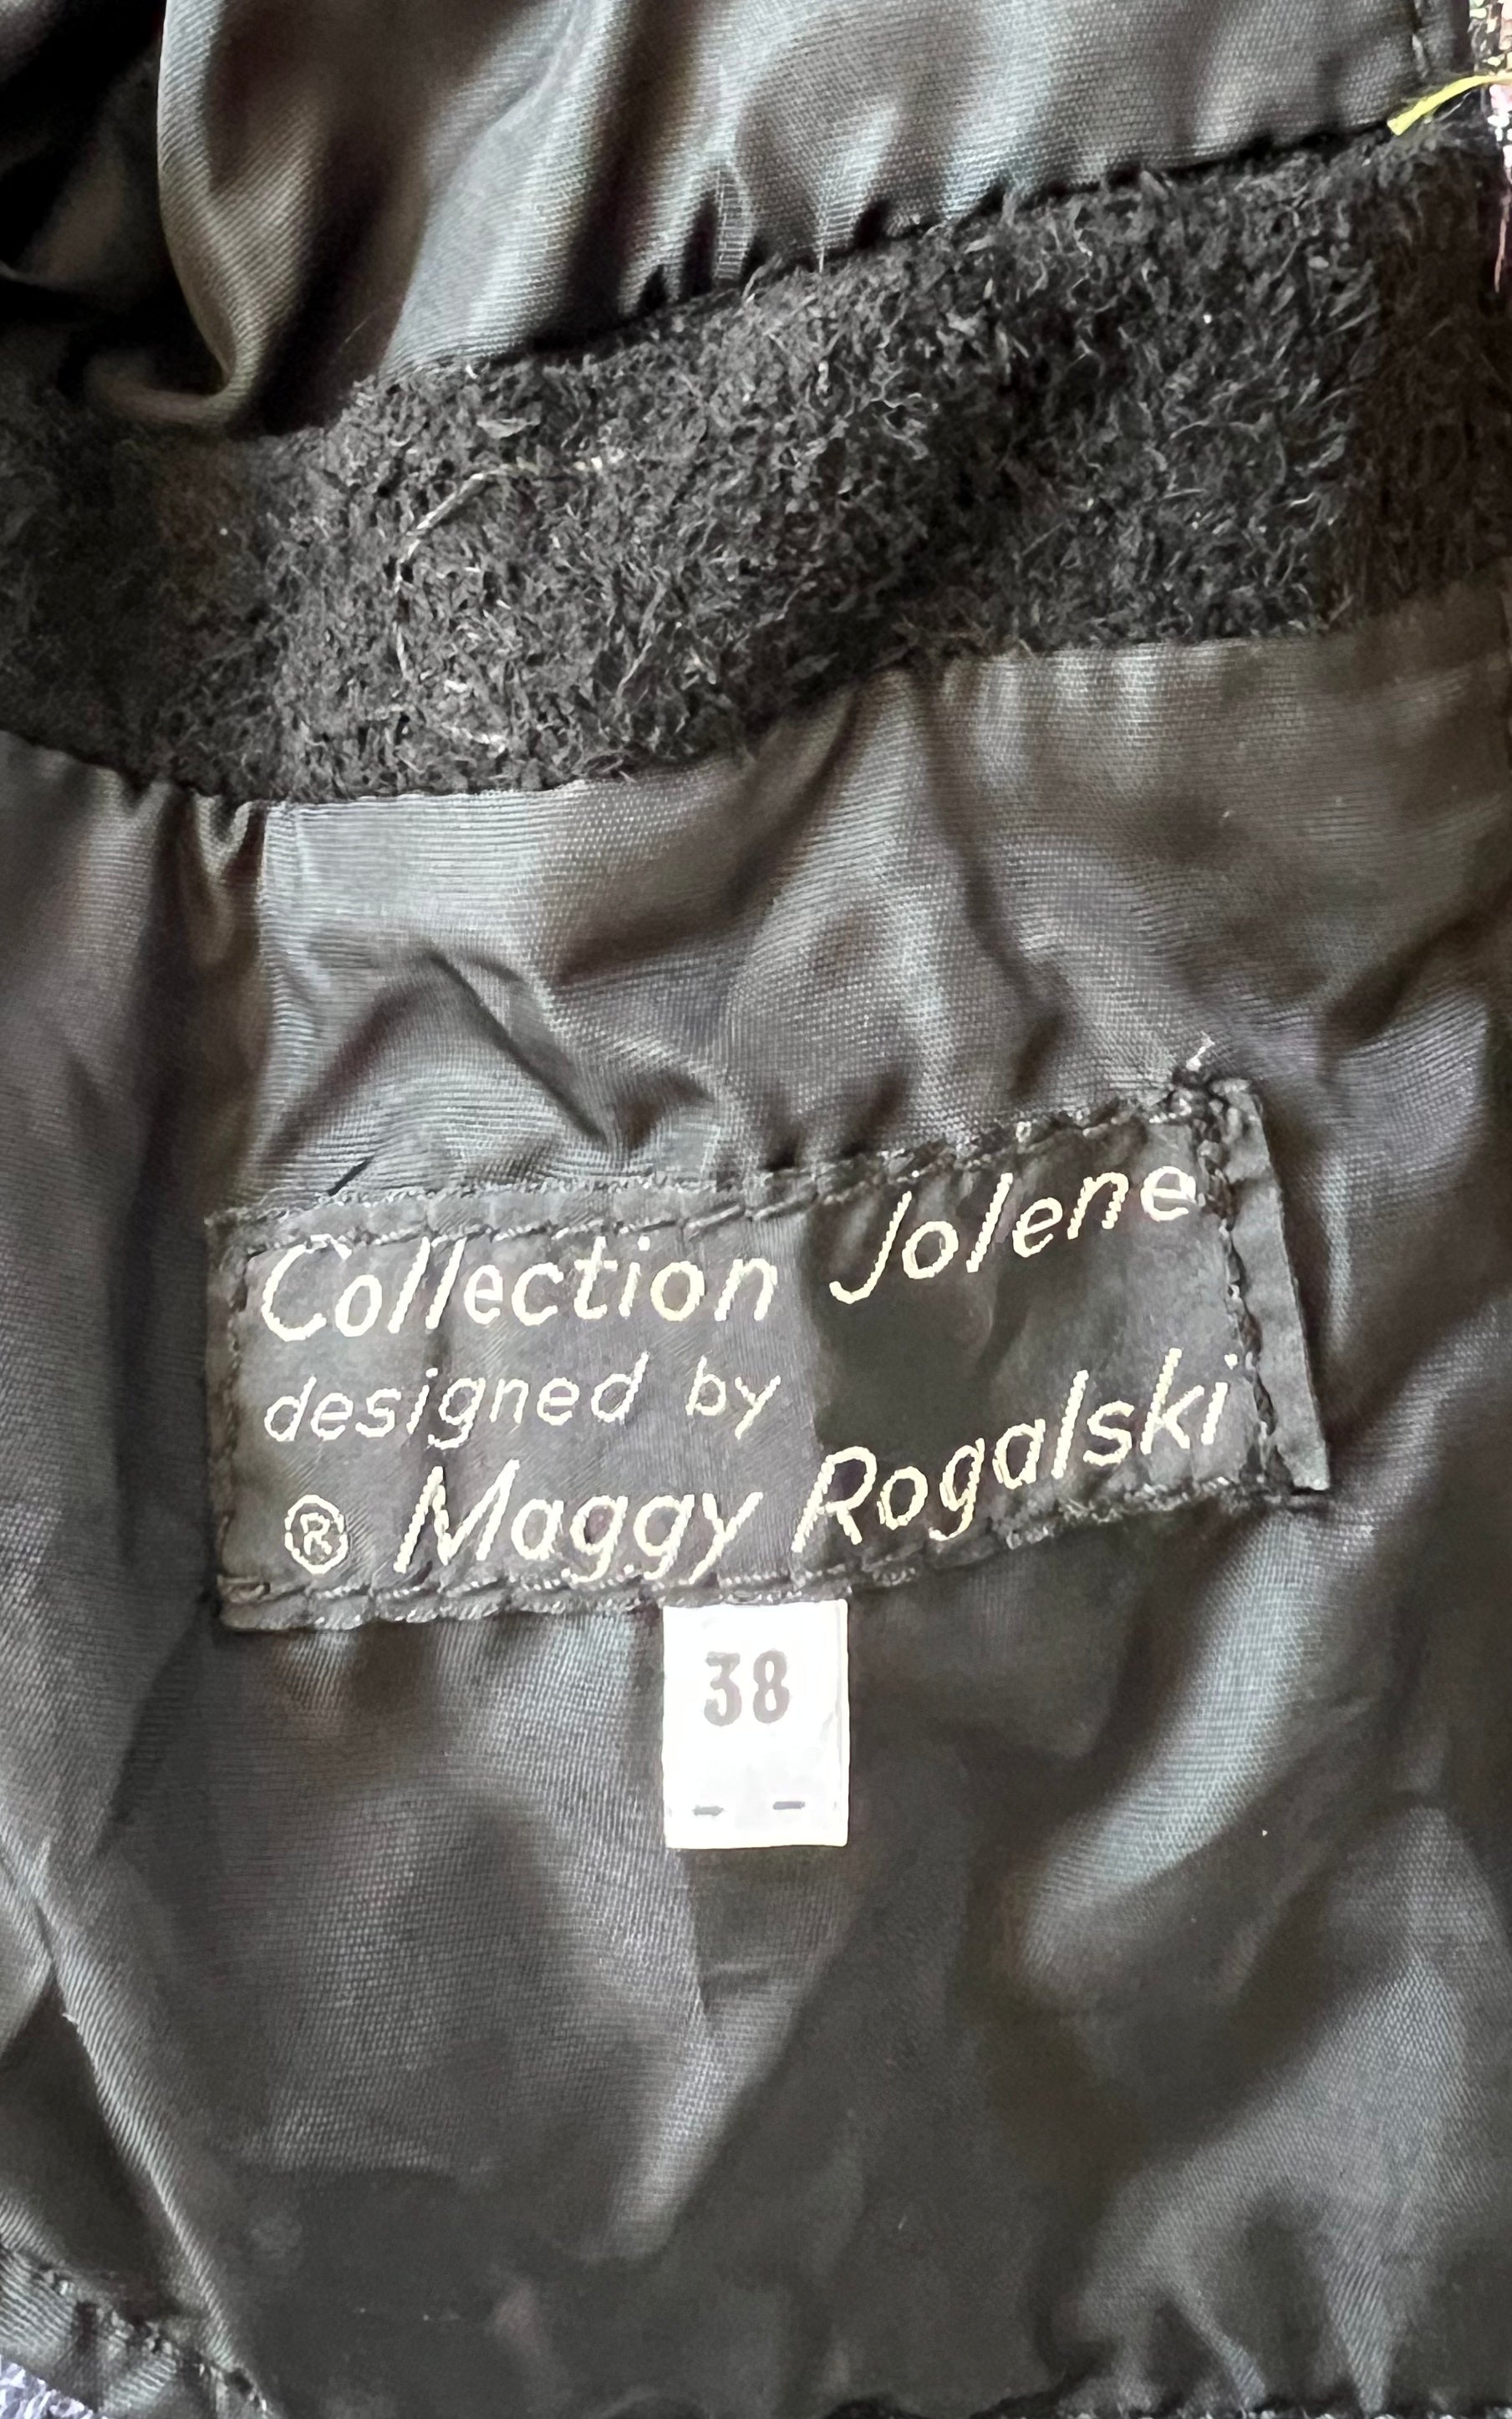 Collection Jolene
designed by
® Maggy Rogalski
38
- -